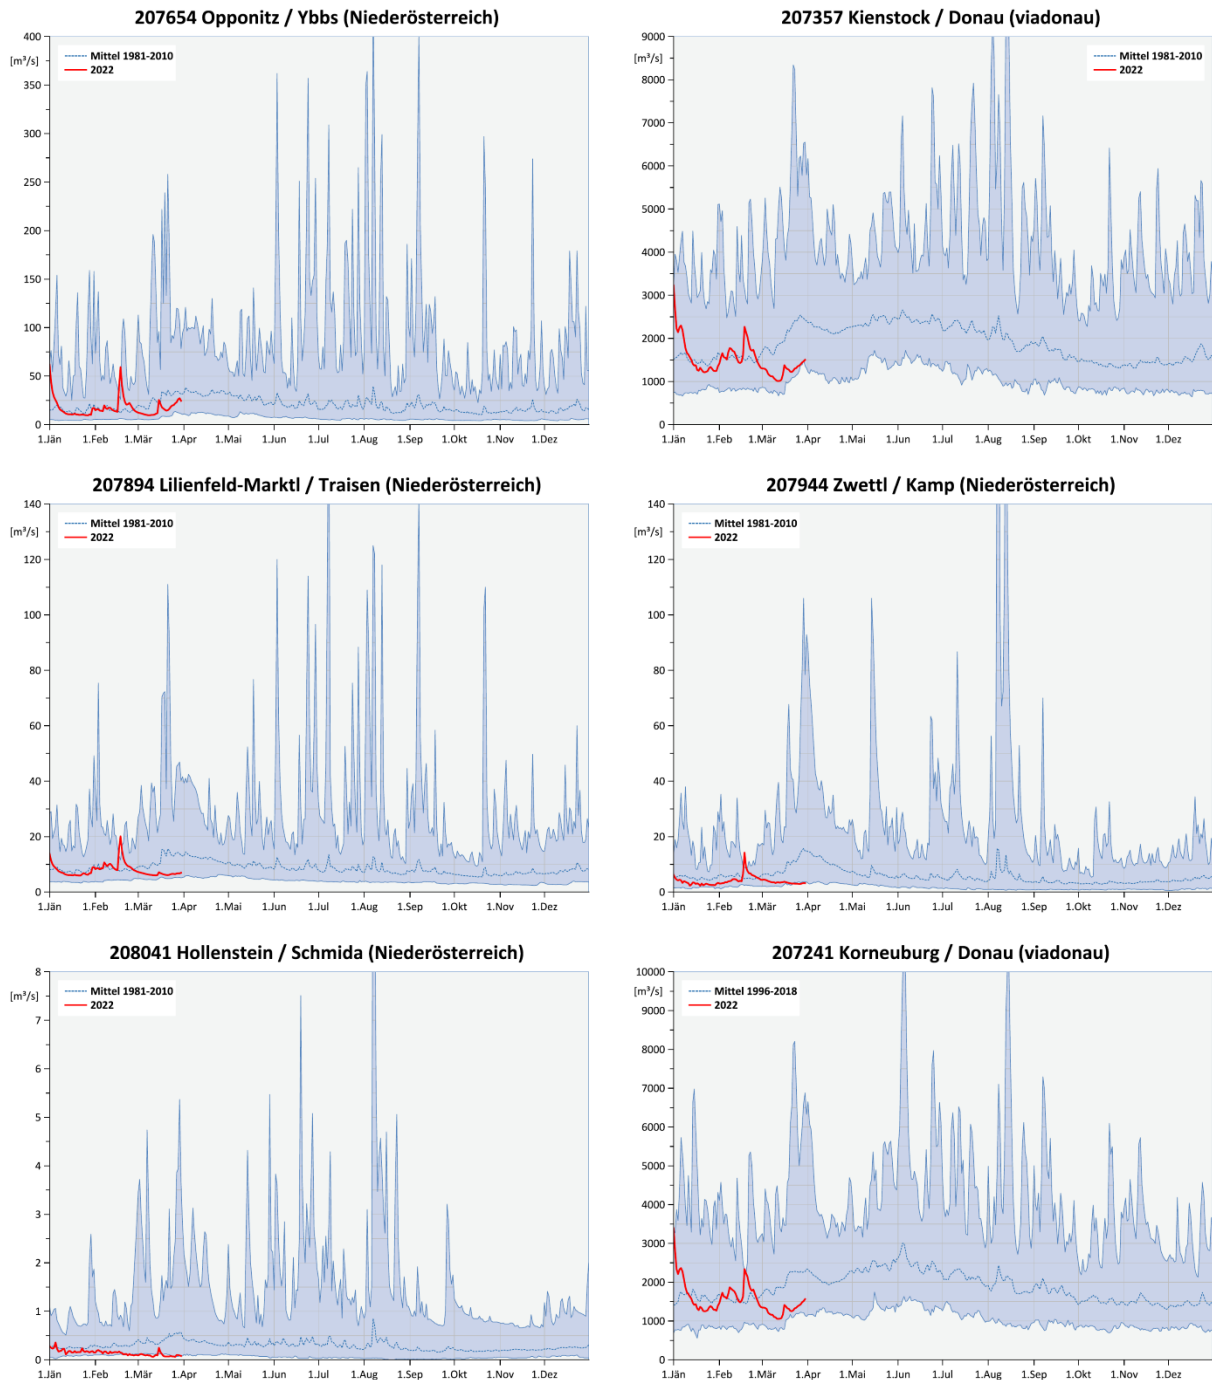 207654 Opponitz / Ybbs (Niederösterreich)
400
[m³/s]
350
300
250
200
150
100
50
0
Mittel 1981-2010
2022
1.Jän 1.Feb 1.Mär 1.Apr 1.Mai 1.Jun 1.Jul 1.Aug 1.Sep 1.Okt 1.Nov 1.Dez
207357 Kienstock / Donau (viadonau)
9000
[m³/s]
8000
7000
6000
5000
4000
3000
2000
1000
0
Mittel 1981-2010
2022
1.Jän 1.Feb 1.Mär 1.Apr 1.Mai 1.Jun 1.Jul 1.Aug 1.Sep 1.Okt 1.Nov 1.Dez
207894 Lilienfeld-Marktl / Traisen (Niederösterreich)
140
[m³/s]
120
100
80
60
40
20
0
Mittel 1981-2010
2022
1.Jän 1.Feb 1.Mär 1.Apr 1.Mai 1.Jun 1.Jul 1.Aug 1.Sep 1.Okt 1.Nov 1.Dez
207944 Zwettl / Kamp (Niederösterreich)
140
[m³/s]
120
100
80
60
40
20
0
Mittel 1981-2010
2022
1.Jän 1.Feb 1.Mär 1.Apr 1.Mai 1.Jun 1.Jul 1.Aug 1.Sep 1.Okt 1.Nov 1.Dez
208041 Hollenstein / Schmida (Niederösterreich)
8
[m³/s]
7
6
5
4
3
2
1
0
Mittel 1981-2010
2022
1.Jän 1.Feb 1.Mär 1.Apr 1.Mai 1.Jun 1.Jul 1.Aug 1.Sep 1.Okt 1.Nov 1.Dez
207241 Korneuburg / Donau (viadonau)
10000
[m³/s]
9000
8000
7000
6000
5000
4000
3000
2000
1000
0
Mittel 1996-2018
2022
1.Jän 1.Feb 1.Mär 1.Apr 1.Mai 1.Jun 1.Jul 1.Aug 1.Sep 1.Okt 1.Nov 1.Dez